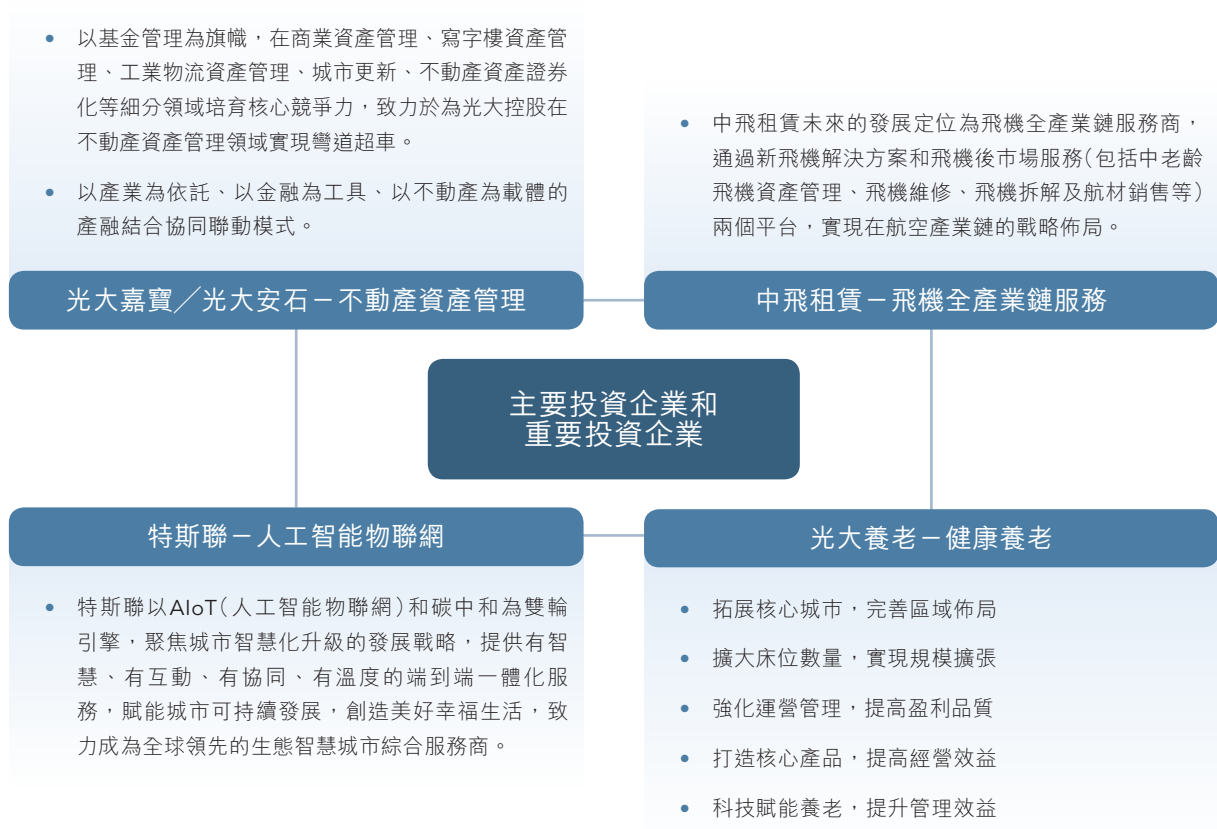 • 以基金管理為旗幟，在商業資產管理、寫字樓資產管
理、工業物流資產管理、城市更新、不動產資產證券
化等細分領域培育核心競爭力，致力於為光大控股在
不動產資產管理領域實現彎道超車。
• 以產業為依託、以金融為工具、以不動產為載體的
產融結合協同聯動模式。
光大嘉寶／光大安石－不動產資產管理
• 中飛租賃未來的發展定位為飛機全產業鏈服務商，
通過新飛機解決方案和飛機後市場服務（包括中老齡
飛機資產管理、飛機維修、飛機拆解及航材銷售等）
兩個平台，實現在航空產業鏈的戰略佈局。
中飛租賃－飛機全產業鏈服務
主要投資企業和
重要投資企業
特斯聯－人工智能物聯網
• 特斯聯以AIoT（人工智能物聯網）和碳中和為雙輪
引擎，聚焦城市智慧化升級的發展戰略，提供有智
慧、有互動、有協同、有溫度的端到端一體化服
務，賦能城市可持續發展，創造美好幸福生活，致
力成為全球領先的生態智慧城市綜合服務商。
光大養老－健康養老
• 拓展核心城市，完善區域佈局
• 擴大床位數量，實現規模擴張
• 強化運營管理，提高盈利品質
• 打造核心產品，提高經營效益
• 科技賦能養老，提升管理效益